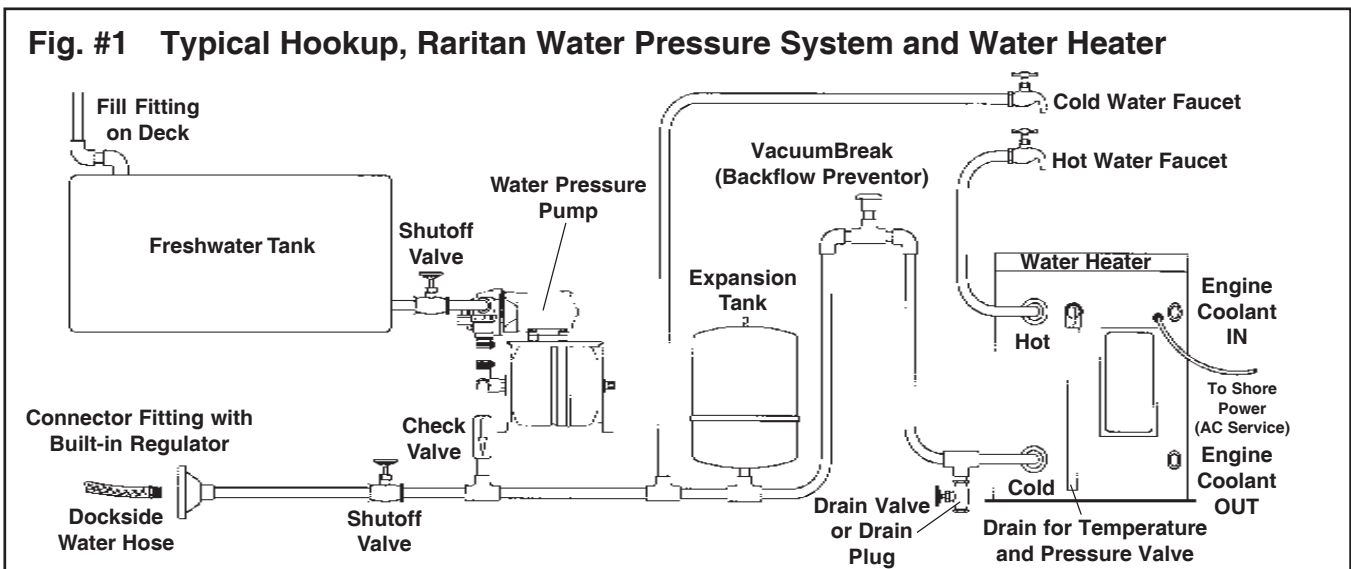 Fig. #1 Typical Hookup, Raritan Water Pressure System and Water Heater
Fill Fitting
on Deck
Freshwater Tank
Shutoff
Valve
Water Pressure
Pump
VacuumBreak
(Backflow Preventor)
Cold Water Faucet
Hot Water Faucet
Expansion
Tank
Water Heater
Engine
Coolant
IN
Hot
To Shore
Power
(AC Service)
Connector Fitting with
Built-in Regulator
Check
Valve
Engine
Coolant
OUT
Cold
Dockside
Water Hose
Shutoff
Valve
Drain Valve
or Drain
Plug
Drain for Temperature
and Pressure Valve